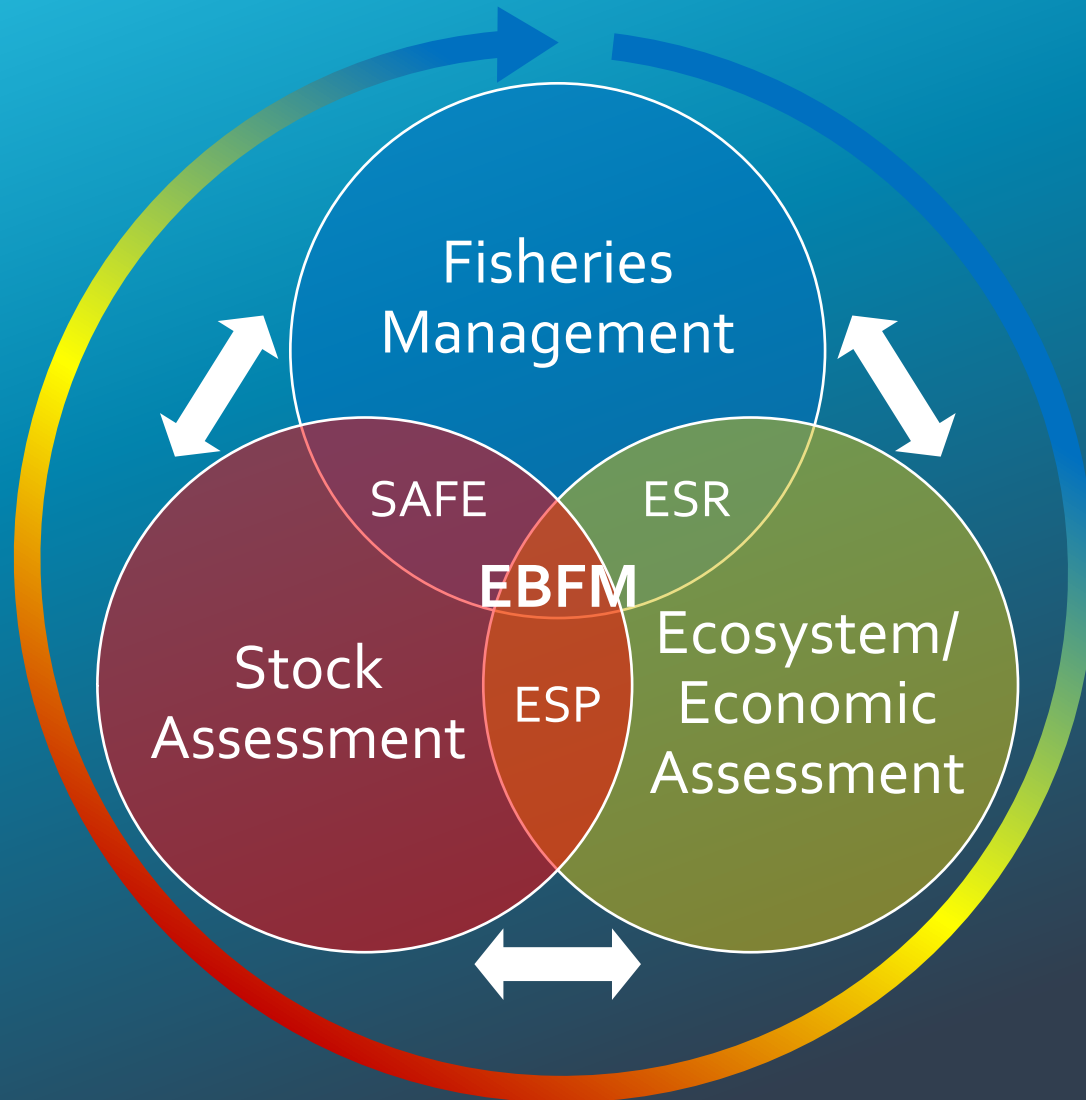 Fisheries
Management
SAFE
ESR
EBFM
Stock
Assessment
ESP
Ecosystem/
Economic
Assessment